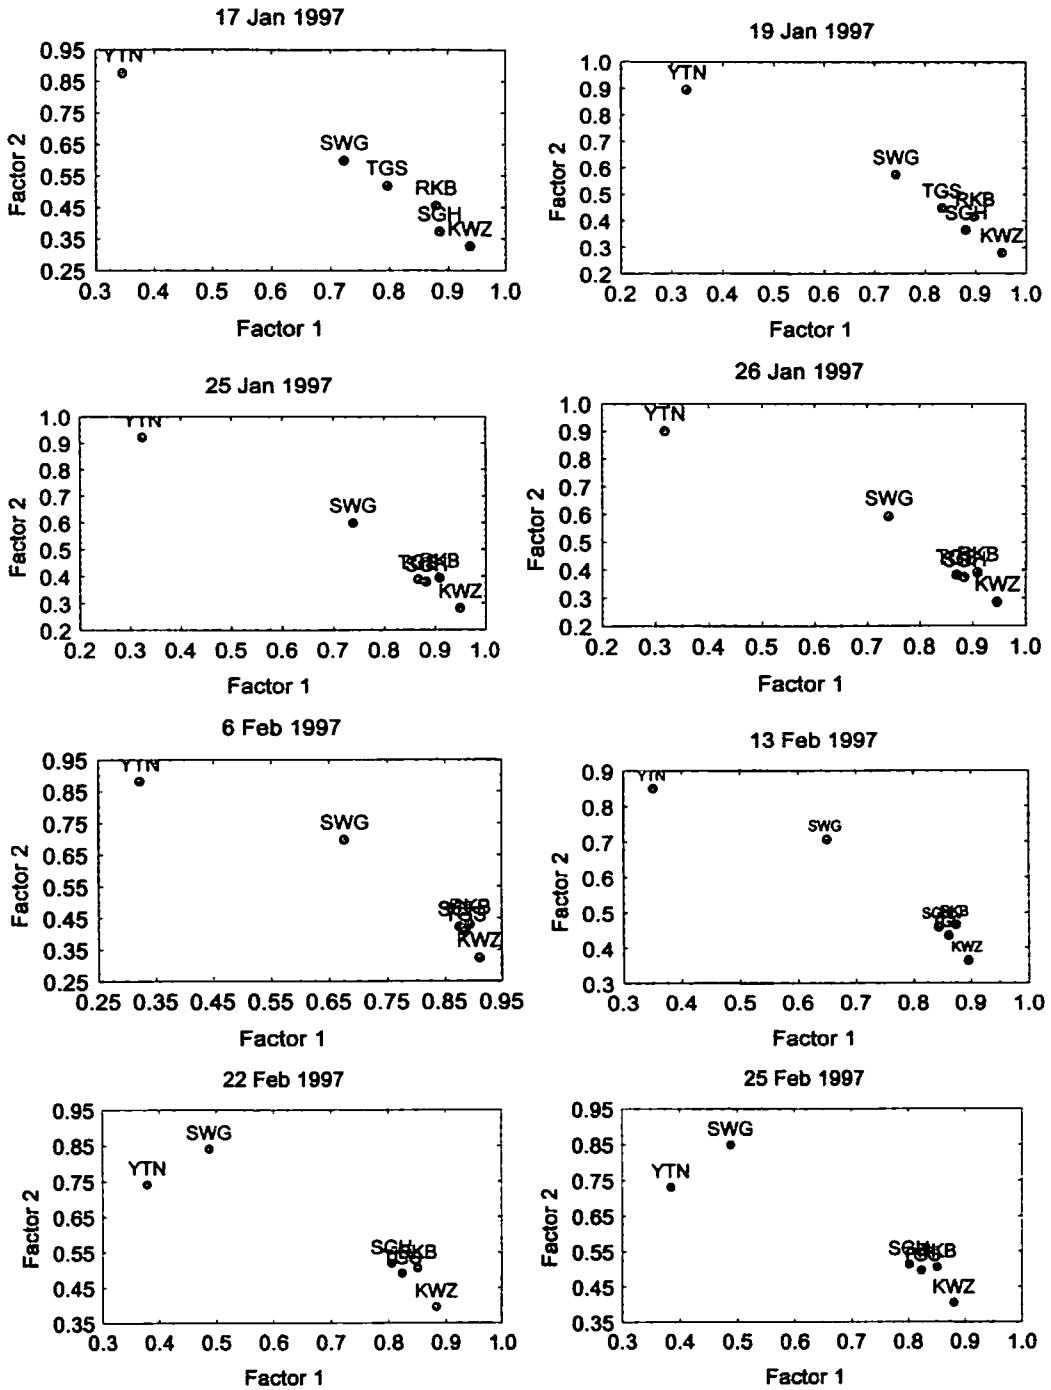 17 Jan 1997
0.95
0.85
0.75
0.65
0.55
0.45
0.35
0.25
Factor 2
YTN
SWG
TGS
RKB
SGH
KWZ
0.3 0.4 0.5 0.6 0.7 0.8 0.9 1.0
Factor 1
19 Jan 1997
1.0
0.9
0.8
0.7
0.6
0.5
0.4
0.3
0.2
Factor 2
YTN
SWG
TGS
RKB
SGH
KWZ
0.2 0.3 0.4 0.5 0.6 0.7 0.8 0.9 1.0
Factor 1
25 Jan 1997
1.0
0.9
0.8
0.7
0.6
0.5
0.4
0.3
0.2
Factor 2
YTN
SWG
KWZ
0.2 0.3 0.4 0.5 0.6 0.7 0.8 0.9 1.0
Factor 1
26 Jan 1997
1.0
0.9
0.8
0.7
0.6
0.5
0.4
0.3
0.2
Factor 2
YTN
SWG
KWZ
0.2 0.3 0.4 0.5 0.6 0.7 0.8 0.9 1.0
Factor 1
6 Feb 1997
0.95
0.85
0.75
0.65
0.55
0.45
0.35
0.25
Factor 2
YTN
SWG
KWZ
0.25 0.35 0.45 0.55 0.65 0.75 0.85 0.95
Factor 1
13 Feb 1997
0.9
0.8
0.7
0.6
0.5
0.4
0.3
Factor 2
YTN
SWG
SGH
RKB
KWZ
0.3 0.4 0.5 0.6 0.7 0.8 0.9 1.0
Factor 1
22 Feb 1997
0.95
0.85
0.75
0.65
0.55
0.45
0.35
Factor 2
SWG
YTN
SGH
RKB
KWZ
0.3 0.4 0.5 0.6 0.7 0.8 0.9 1.0
Factor 1
25 Feb 1997
0.95
0.85
0.75
0.65
0.55
0.45
0.35
Factor 2
SWG
YTN
SGH
RKB
KWZ
0.3 0.4 0.5 0.6 0.7 0.8 0.9 1.0
Factor 1